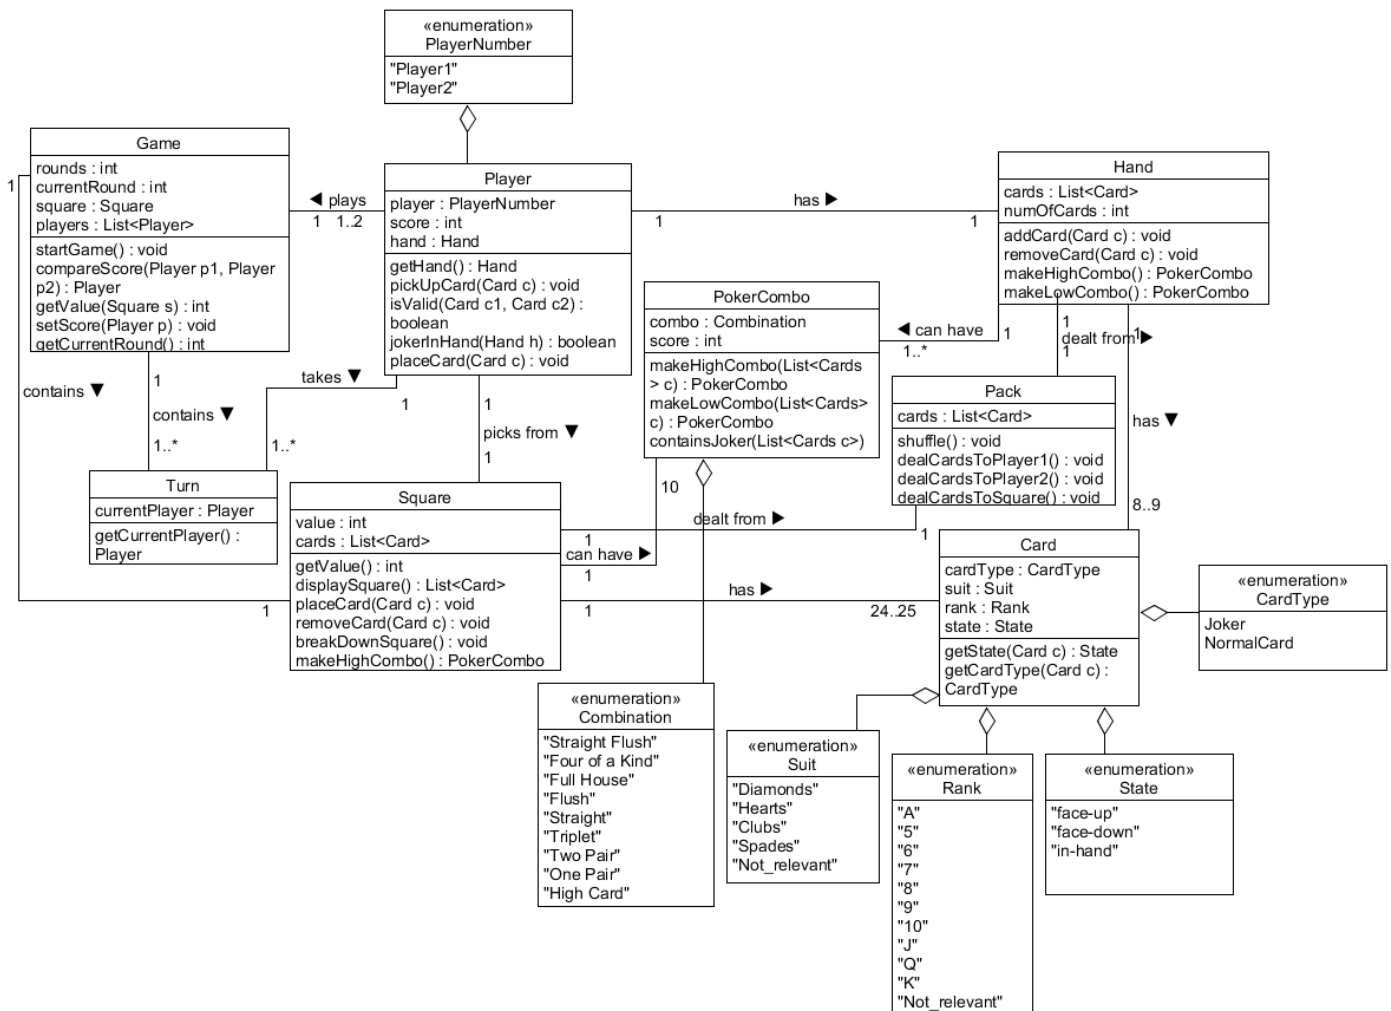 «enumeration»
PlayerNumber
"Player1"
"Player2"
Game
rounds : int
currentRound : int
square : Square
players : List<Player>
startGame() : void
compareScore(Player p1, Player
p2) : Player
getValue(Square s) : int
setScore(Player p) : void
getCurrentRound() : int
1
◀ plays
1 1..2
Player
player : PlayerNumber
score : int
hand : Hand
getHand() : Hand
pickUpCard(Card c) : void
isValid(Card c1, Card c2) :
boolean
jokerInHand(Hand h) : boolean
placeCard(Card c) : void
has ▶
1
1
Hand
cards : List<Card>
numOfCards : int
addCard(Card c) : void
removeCard(Card c) : void
makeHighCombo() : PokerCombo
makeLowCombo() : PokerCombo
PokerCombo
combo : Combination
score : int
makeHighCombo(List<Cards
> c) : PokerCombo
makeLowCombo(List<Cards>
c) : PokerCombo
containsJoker(List<Cards c>)
◀ can have
1
1..*
1
dealt from ▶
1
1
Pack
cards : List<Card>
shuffle() : void
dealCardsToPlayer1() : void
dealCardsToPlayer2() : void
dealCardsToSquare() : void
has ▼
8..9
contains ▼
1
contains ▼
1..*
takes ▼
1
1..*
1
picks from ▼
1
Turn
currentPlayer : Player
getCurrentPlayer() :
Player
Square
value : int
cards : List<Card>
getValue() : int
displaySquare() : List<Card>
placeCard(Card c) : void
removeCard(Card c) : void
breakDownSquare() : void
makeHighCombo() : PokerCombo
10
dealt from ▶
1
1
can have ▶
1
has ▶
1
1
24..25
Card
cardType : CardType
suit : Suit
rank : Rank
state : State
getState(Card c) : State
getCardType(Card c) :
CardType
«enumeration»
CardType
Joker
NormalCard
«enumeration»
Combination
"Straight Flush"
"Four of a Kind"
"Full House"
"Flush"
"Straight"
"Triplet"
"Two Pair"
"One Pair"
"High Card"
«enumeration»
Suit
"Diamonds"
"Hearts"
"Clubs"
"Spades"
"Not_relevant"
«enumeration»
Rank
"A"
"5"
"6"
"7"
"8"
"9"
"10"
"J"
"Q"
"K"
"Not_relevant"
«enumeration»
State
"face-up"
"face-down"
"in-hand"